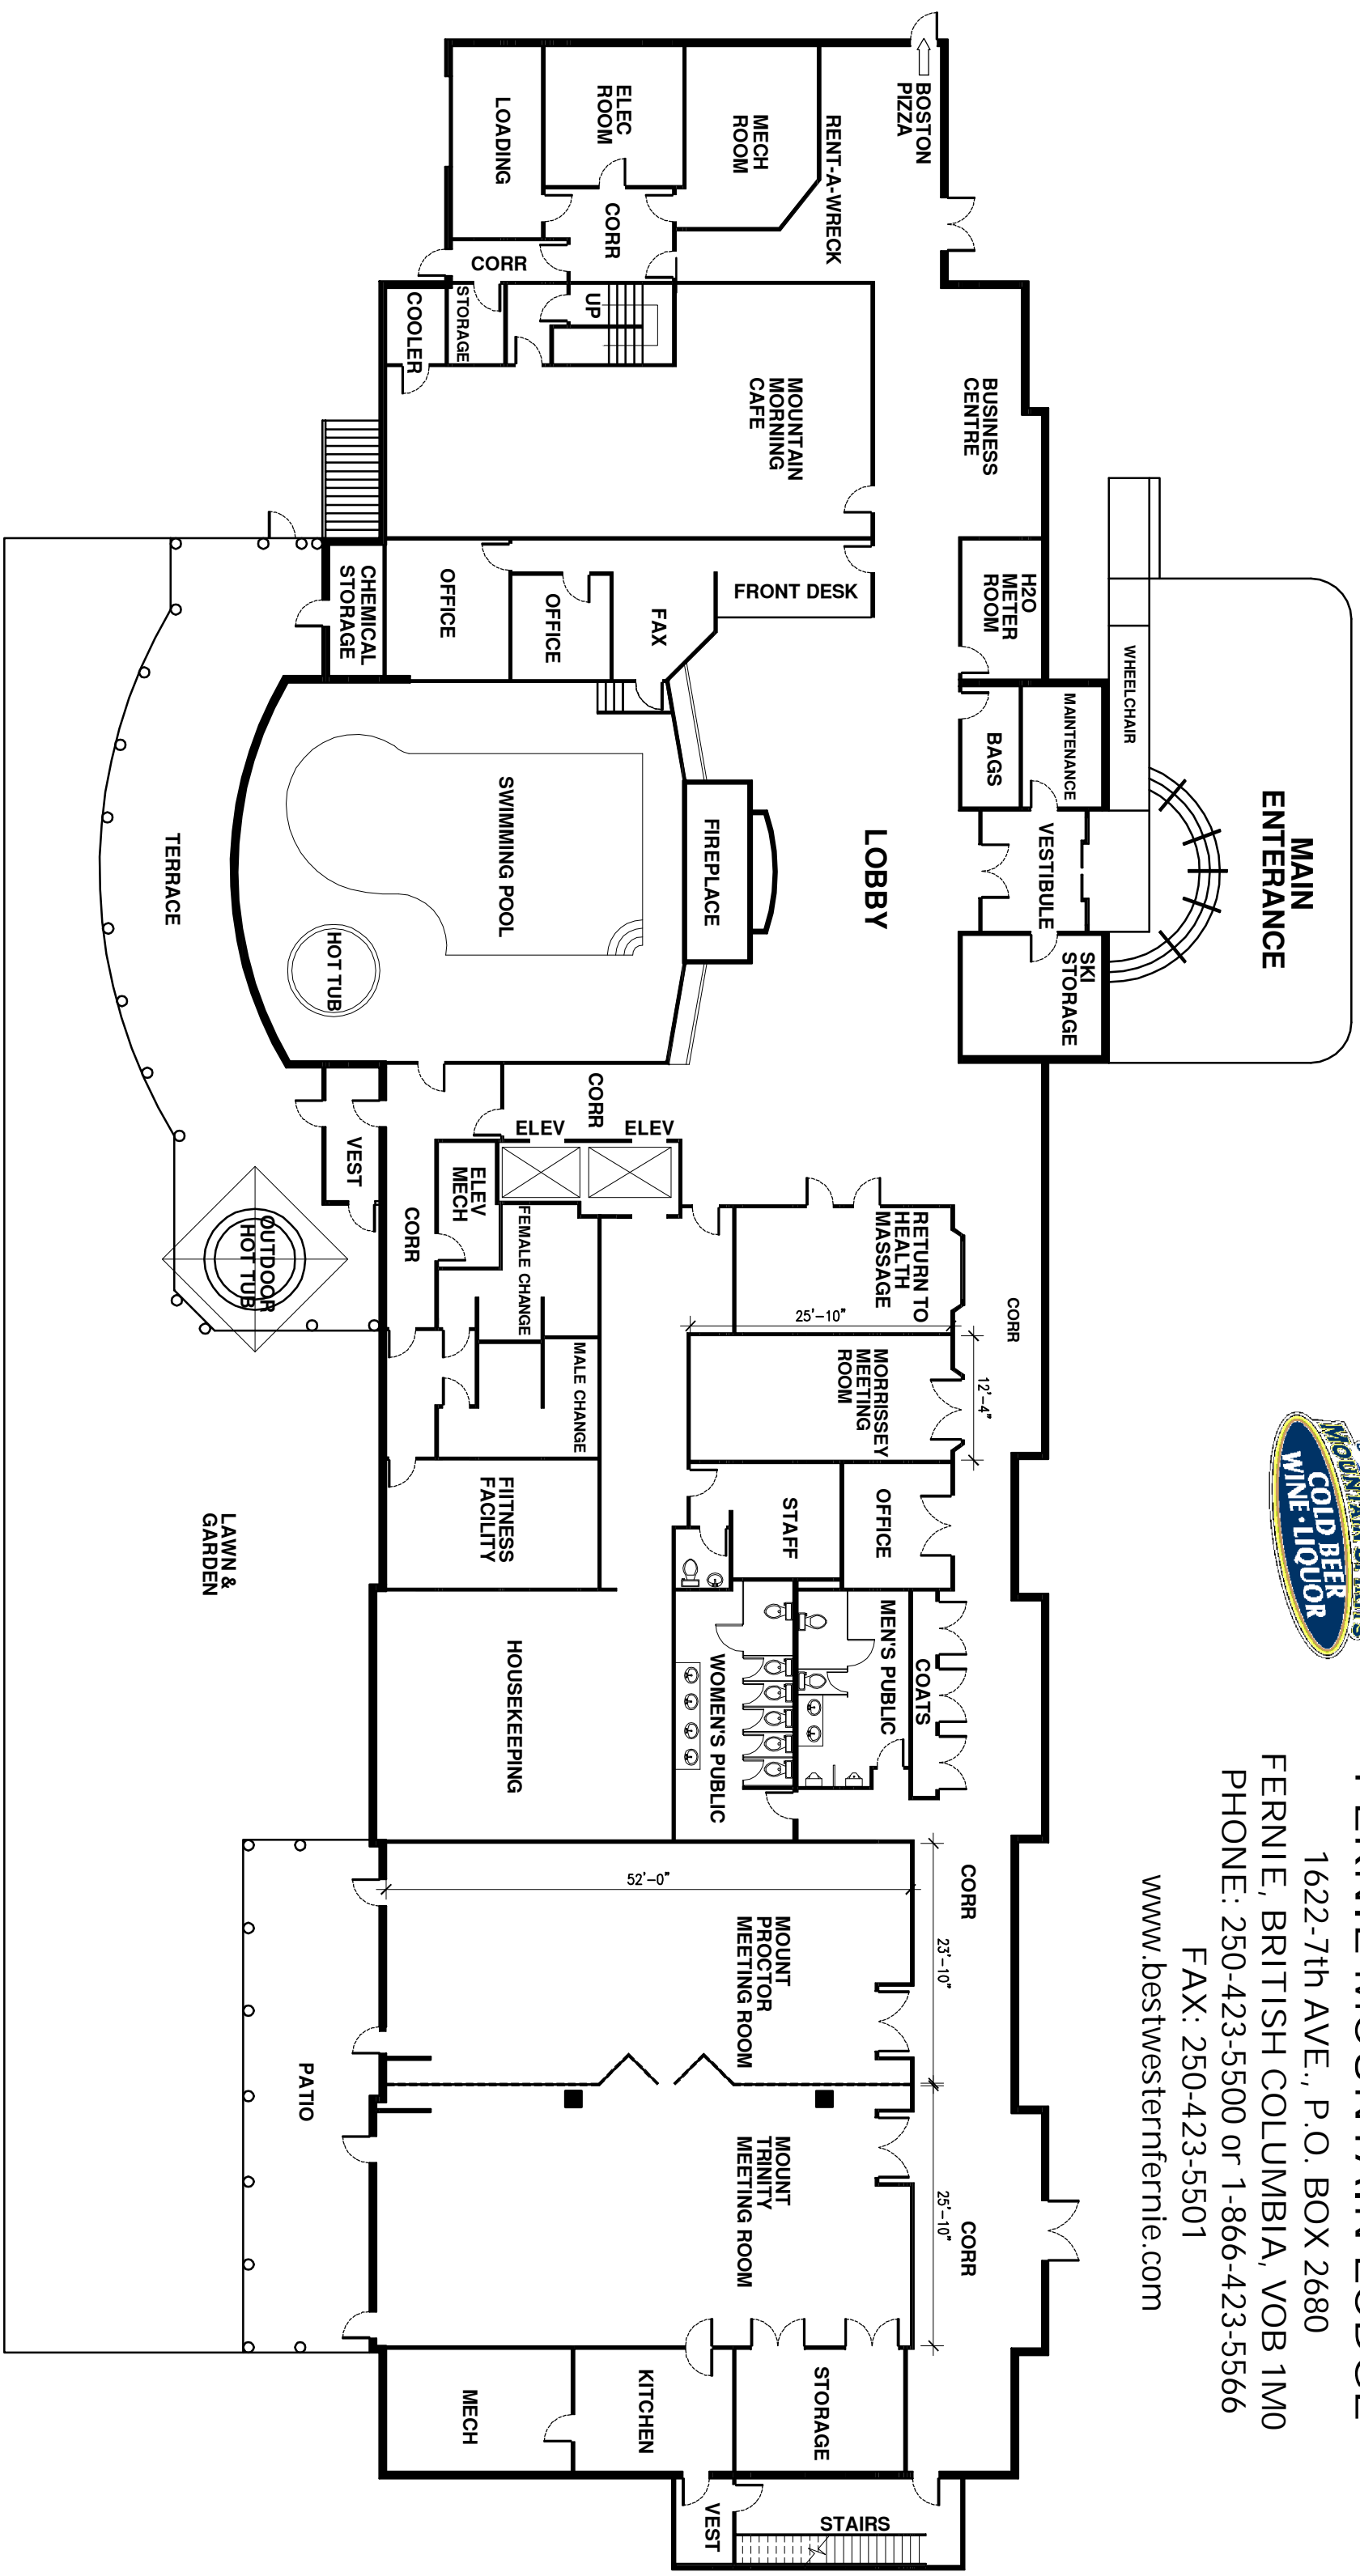 FERNIE MOUNTAIN LODGE
1622-7th AVE., P.O. BOX 2680
FERNIE, BRITISH COLUMBIA, VOB 1M0
PHONE: 250-423-5500 or 1-866-423-5566
FAX: 250-423-5501
www.bestwesternfernie.com
COLD BEER
WINE · LIQUOR
MAIN
ENTERANCE
WHEELCHAIR
BOSTON
PIZZA
RENT-A-WRECK
MECH
ROOM
ELEC
ROOM
LOADING
CORR
CORR
STORAGE
COOLER
UP
MOUNTAIN
MORNING
CAFE
BUSINESS
CENTRE
H2O
METER
ROOM
MAINTENANCE
BAGS
VESTIBULE
SKI
STORAGE
FRONT DESK
FAX
OFFICE
OFFICE
CHEMICAL
STORAGE
LOBBY
FIREPLACE
SWIMMING POOL
HOT TUB
TERRACE
CORR
ELEV
ELEV
ELEV
MECH
VEST
CORR
OUTDOOR
HOT TUB
FEMALE CHANGE
MALE CHANGE
FIITNESS
FACILITY
LAWN &
GARDEN
RETURN TO
HEALTH
MASSAGE
25'-10"
CORR
12'-4"
MORRISSEY
MEETING
ROOM
OFFICE
STAFF
COATS
MEN'S PUBLIC
WOMEN'S PUBLIC
HOUSEKEEPING
CORR
23'-10"
52'-0"
MOUNT
PROCTOR
MEETING ROOM
PATIO
CORR
25'-10"
MOUNT
TRINITY
MEETING ROOM
STORAGE
KITCHEN
MECH
STAIRS
VEST